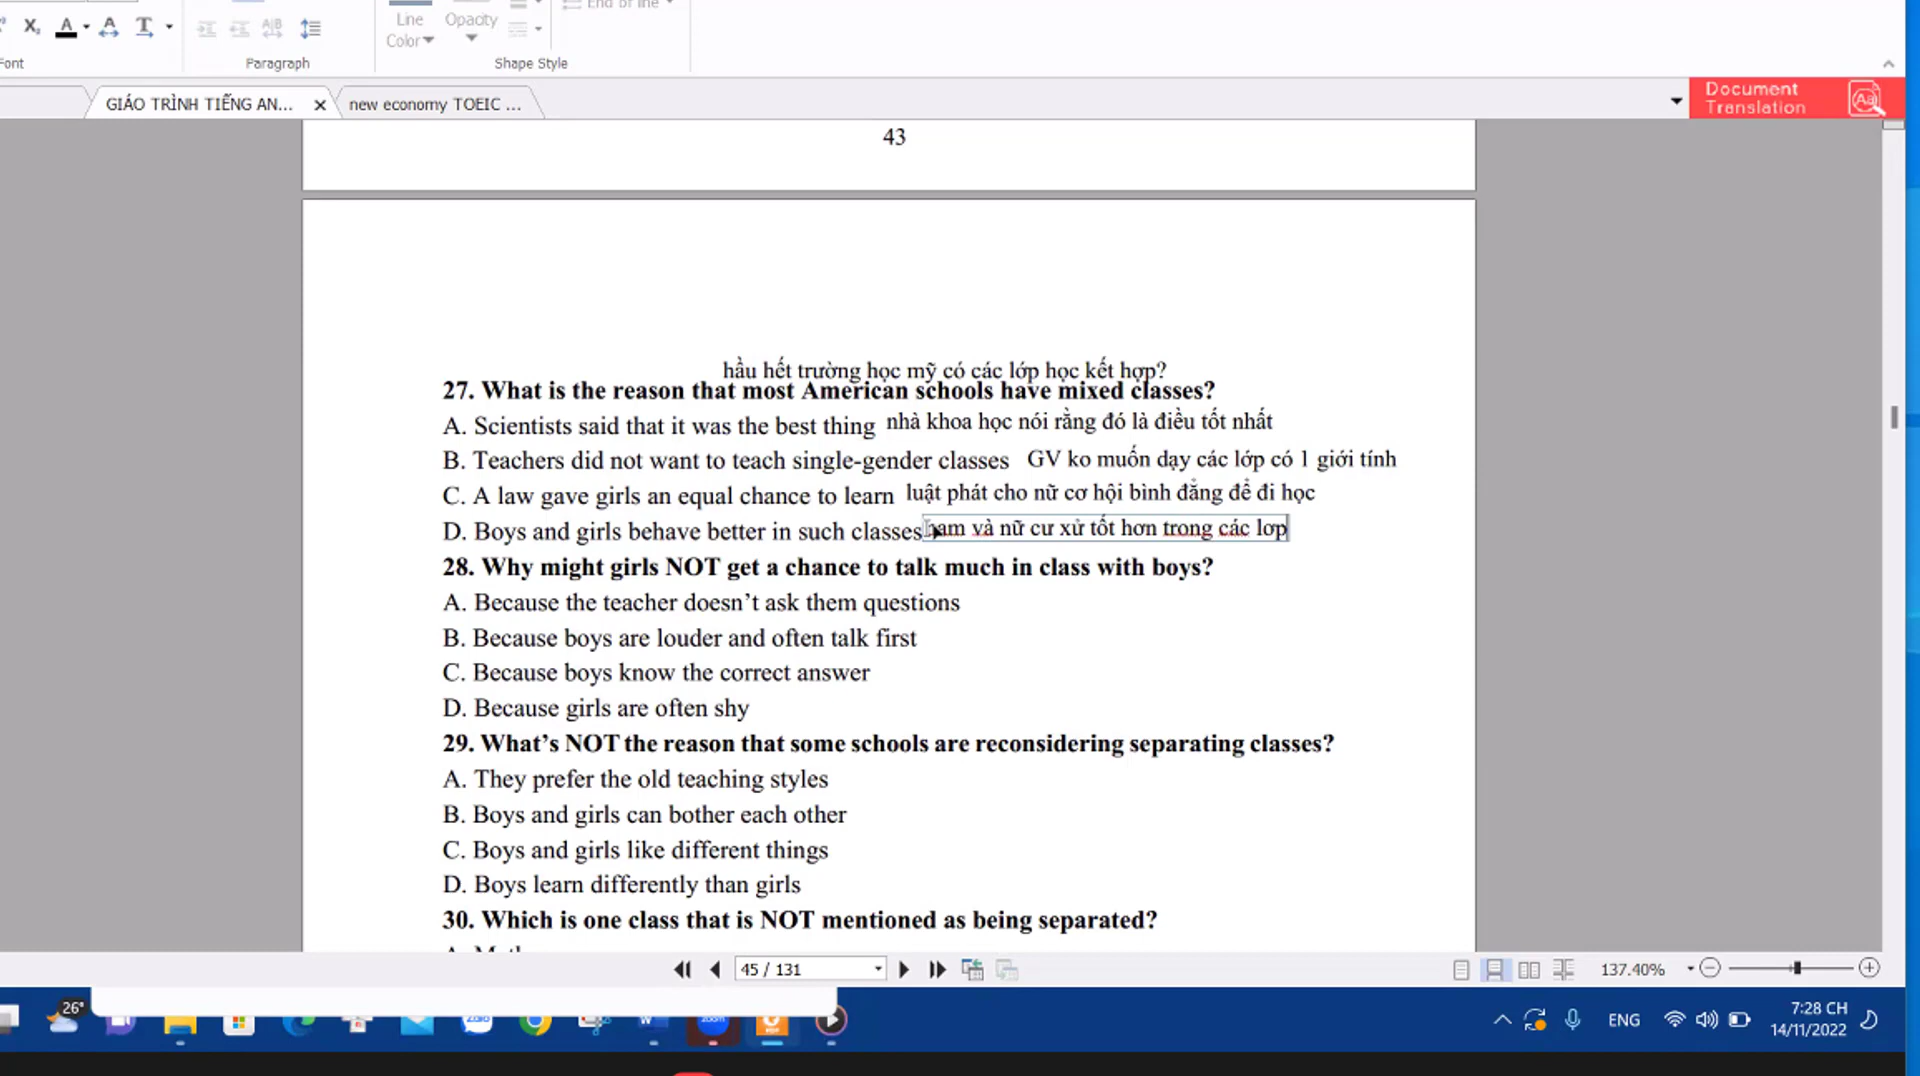 End of line
Line
Color
Opacity
Font
Paragraph
Shape Style
GIÁO TRÌNH TIẾNG AN...
new economy TOEIC ...
Document
Translation
43
hầu hết trường học mỹ có các lớp học kết hợp?
27. What is the reason that most American schools have mixed classes?
A. Scientists said that it was the best thing nhà khoa học nói rằng đó là điều tốt nhất
B. Teachers did not want to teach single-gender classes GV ko muốn dạy các lớp có 1 giới tính
C. A law gave girls an equal chance to learn luật phát cho nữ cơ hội bình đẳng để đi học
D. Boys and girls behave better in such classes nam và nữ cư xử tốt hơn trong các lơp
28. Why might girls NOT get a chance to talk much in class with boys?
A. Because the teacher doesn’t ask them questions
B. Because boys are louder and often talk first
C. Because boys know the correct answer
D. Because girls are often shy
29. What’s NOT the reason that some schools are reconsidering separating classes?
A. They prefer the old teaching styles
B. Boys and girls can bother each other
C. Boys and girls like different things
D. Boys learn differently than girls
30. Which is one class that is NOT mentioned as being separated?
45 / 131
137.40%
26°
Zalo
zoom
ENG
7:28 CH
14/11/2022